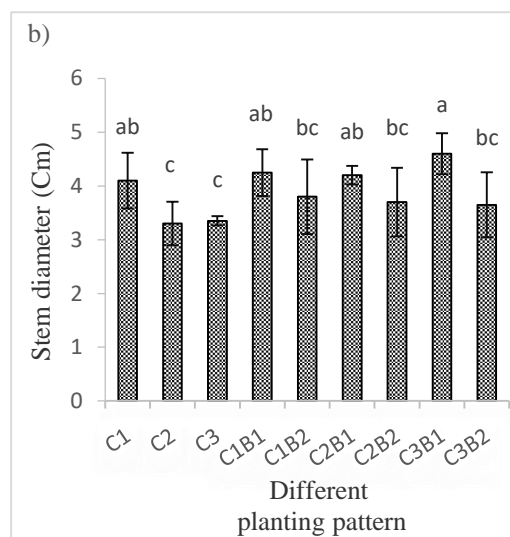 b)
Stem diameter (Cm)
6
5
4
3
2
1
0
ab
c
c
ab
bc
ab
bc
a
bc
C1
C2
C3
C1B1
C1B2
C2B1
C2B2
C3B1
C3B2
Different
planting pattern